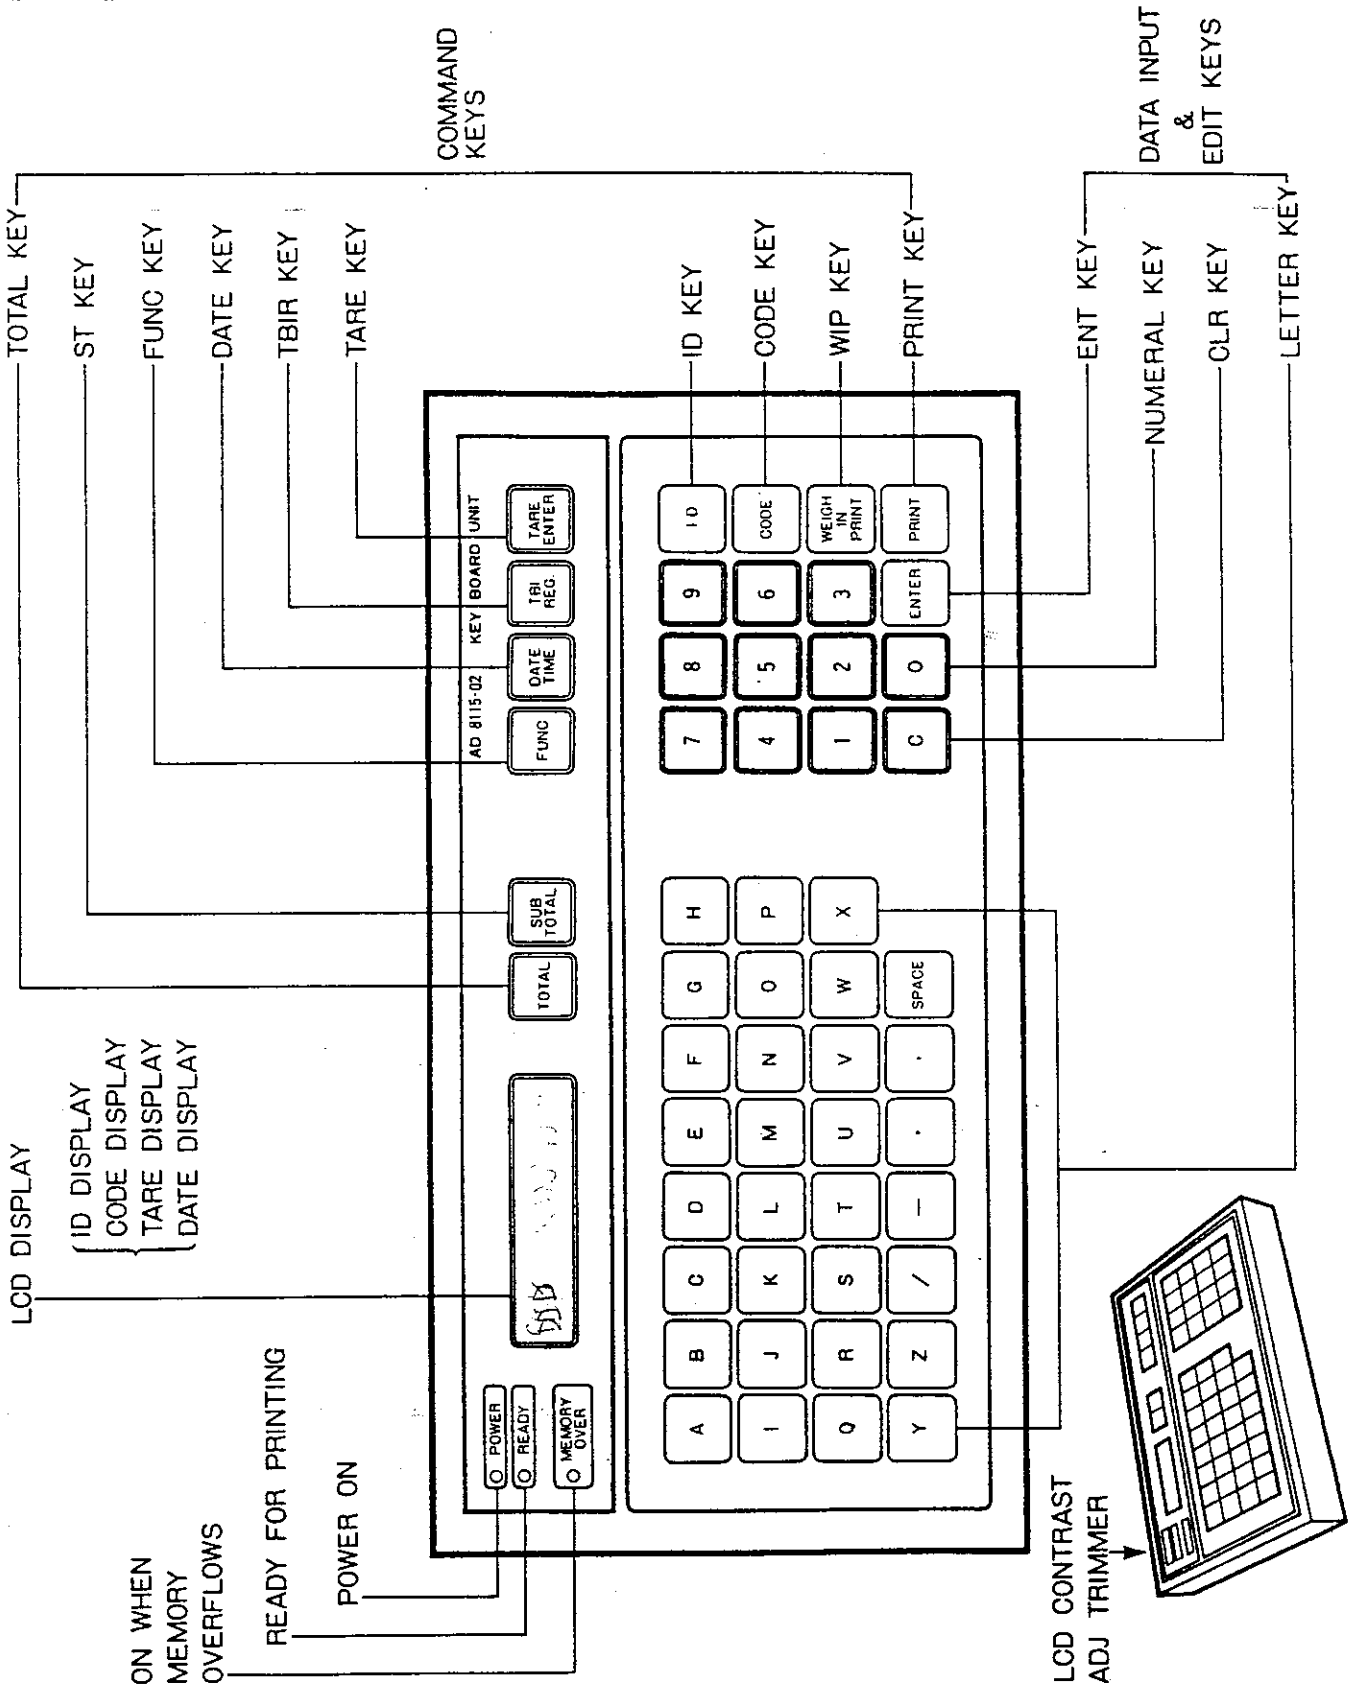 LCD DISPLAY
ID DISPLAY
CODE DISPLAY
TARE DISPLAY
DATE DISPLAY
ON WHEN
MEMORY
OVERFLOWS
READY FOR PRINTING
POWER ON
TOTAL KEY
ST KEY
FUNC KEY
DATE KEY
TBIR KEY
TARE KEY
COMMAND
KEYS
AD 8115-02 KEY BOARD UNIT
POWER
READY
MEMORY
OVER
TOTAL
SUB
TOTAL
FUNC
DATE
TIME
TBI
REG.
TARE
ENTER
A B C D E F G H
7 8 9 ID
I J K L M N O P
4 5 6 CODE
Q R S T U V W X
1 2 3 WEIGH
IN
PRINT
Y Z / — . . SPACE
C 0 ENTER PRINT
ID KEY
CODE KEY
WIP KEY
PRINT KEY
ENT KEY
NUMERAL KEY
CLR KEY
LETTER KEY
DATA INPUT
&
EDIT KEYS
LCD CONTRAST
ADJ TRIMMER